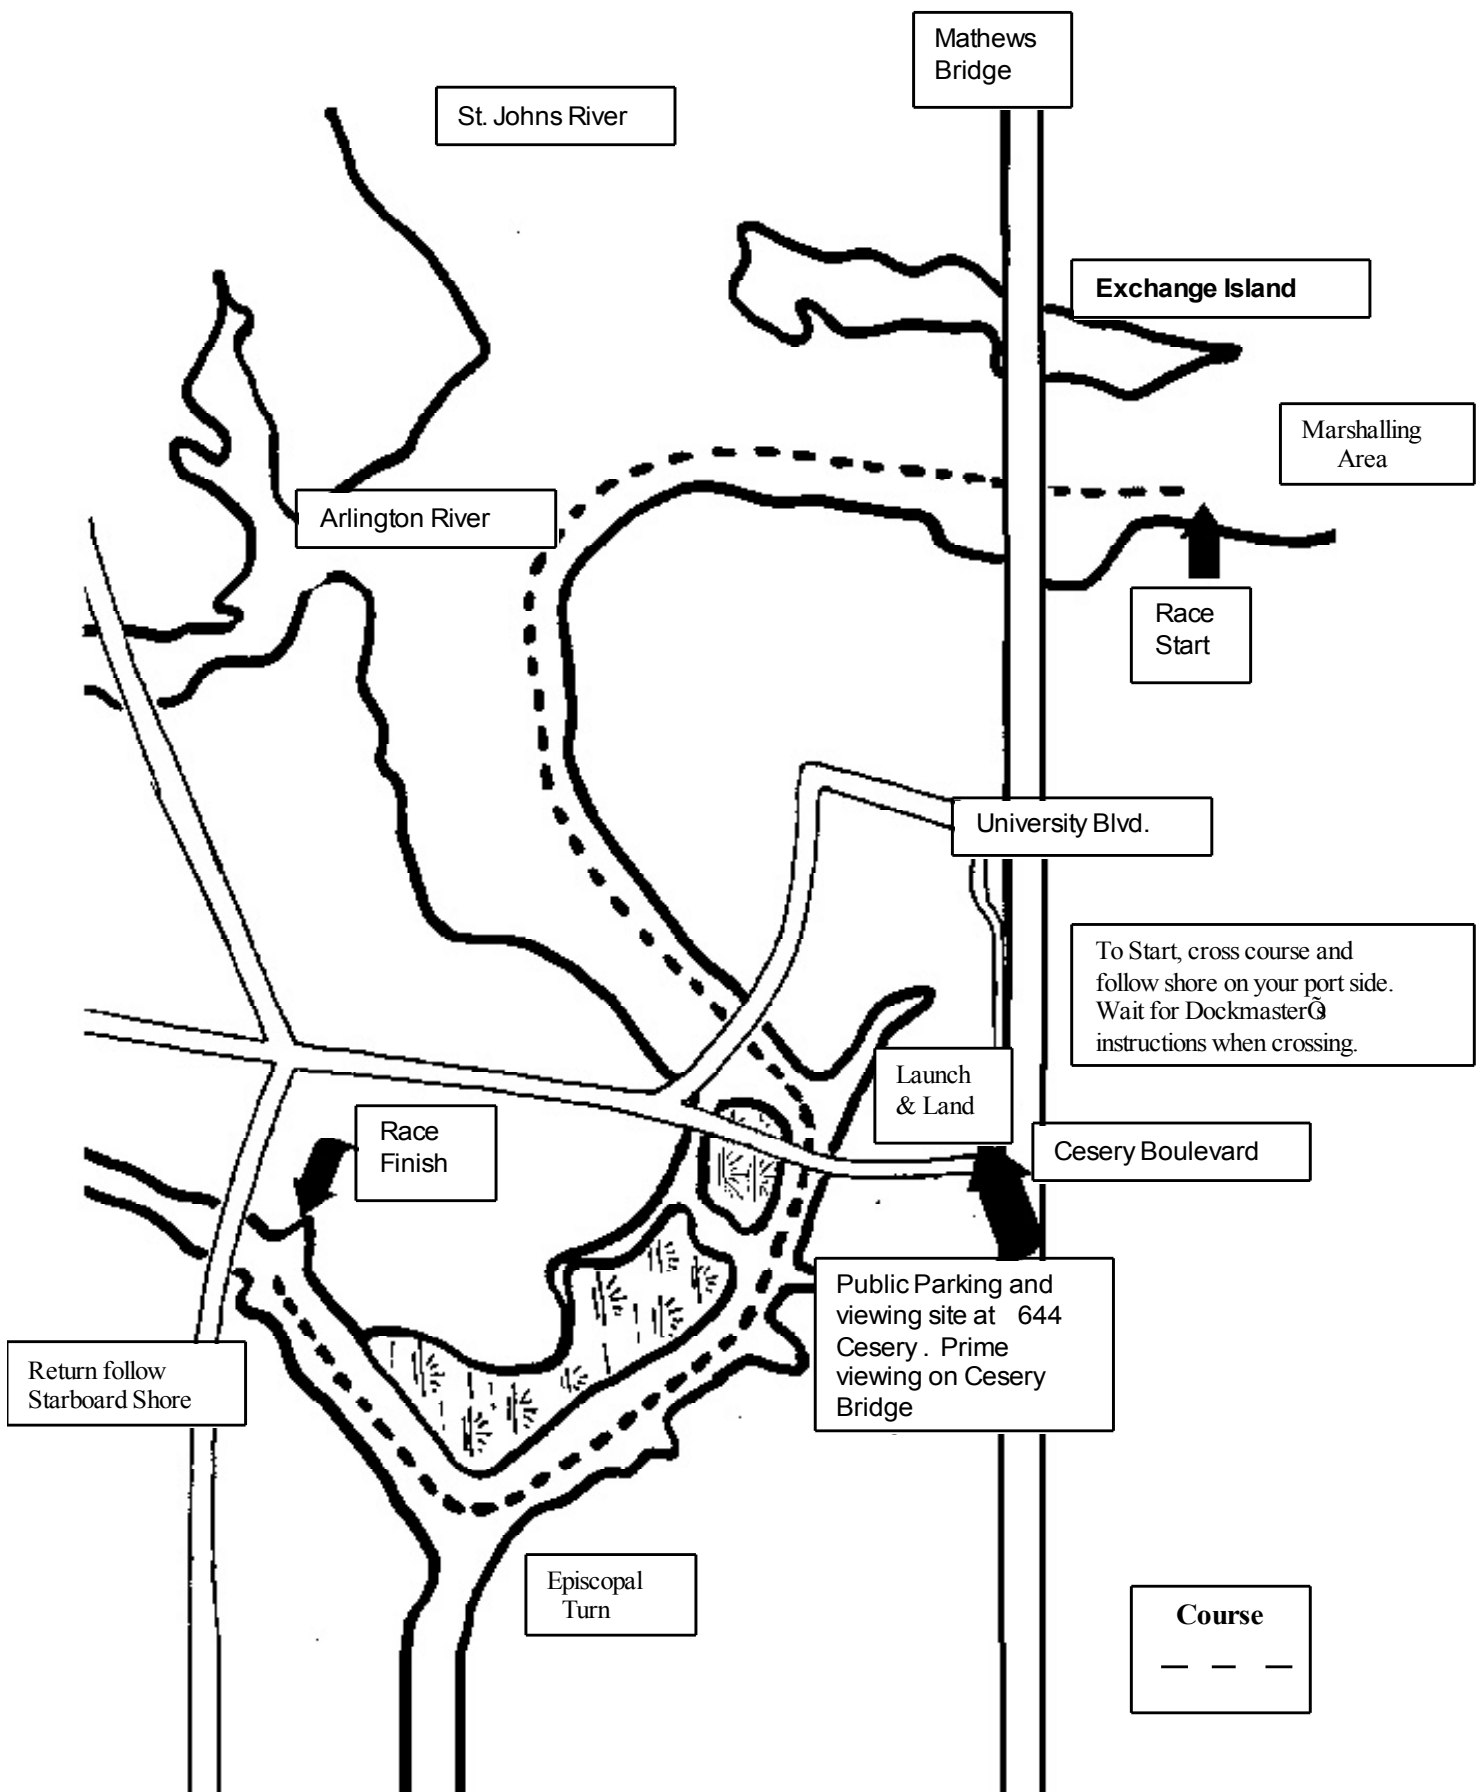 Mathews
Bridge
St. Johns River
Exchange Island
Marshalling
Area
Arlington River
Race
Start
University Blvd.
To Start, cross course and
follow shore on your port side.
Wait for DockmasterÕs
instructions when crossing.
Launch
& Land
Race
Finish
Cesery Boulevard
Public Parking and
viewing site at 644
Cesery . Prime
viewing on Cesery
Bridge
Return follow
Starboard Shore
Episcopal
Turn
Course